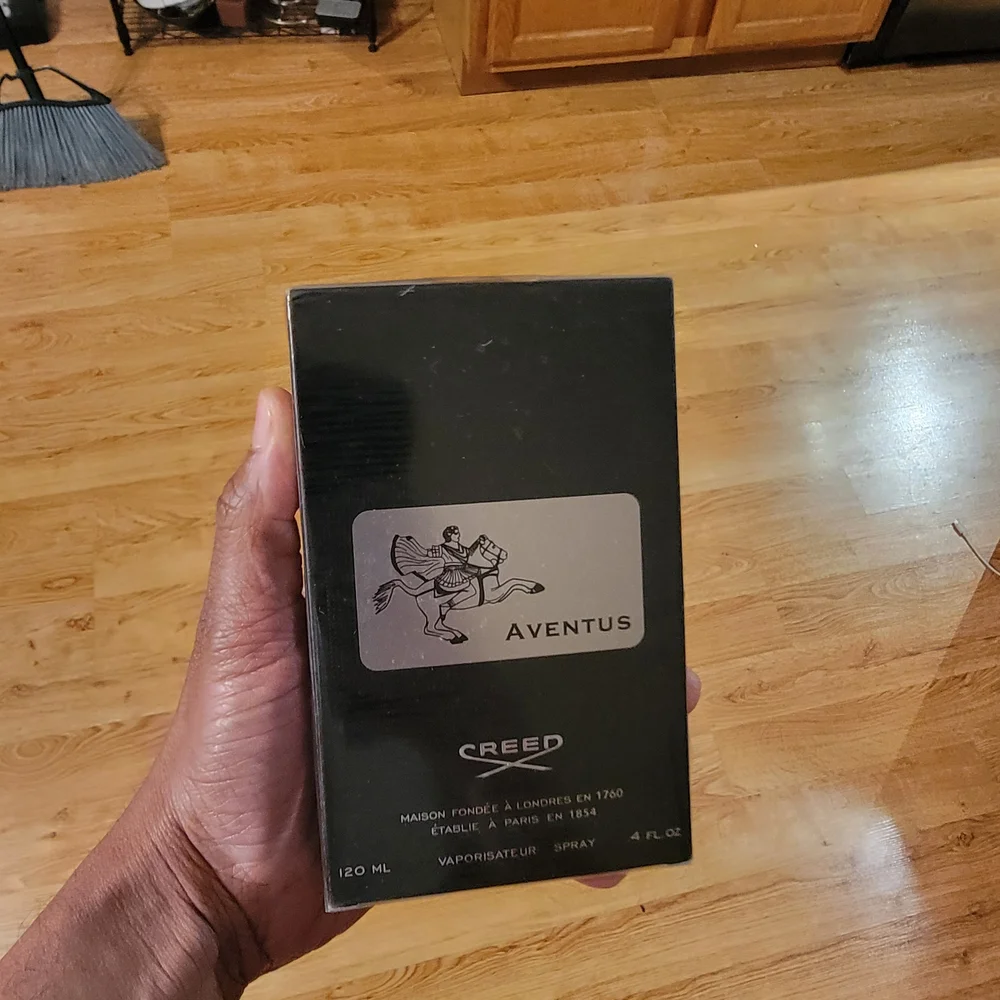 AVENTUS
CREED
MAISON FONDÉE À LONDRES EN 1760
ÉTABLIE À PARIS EN 1854
120 ML VAPORISATEUR SPRAY 4 FL. OZ